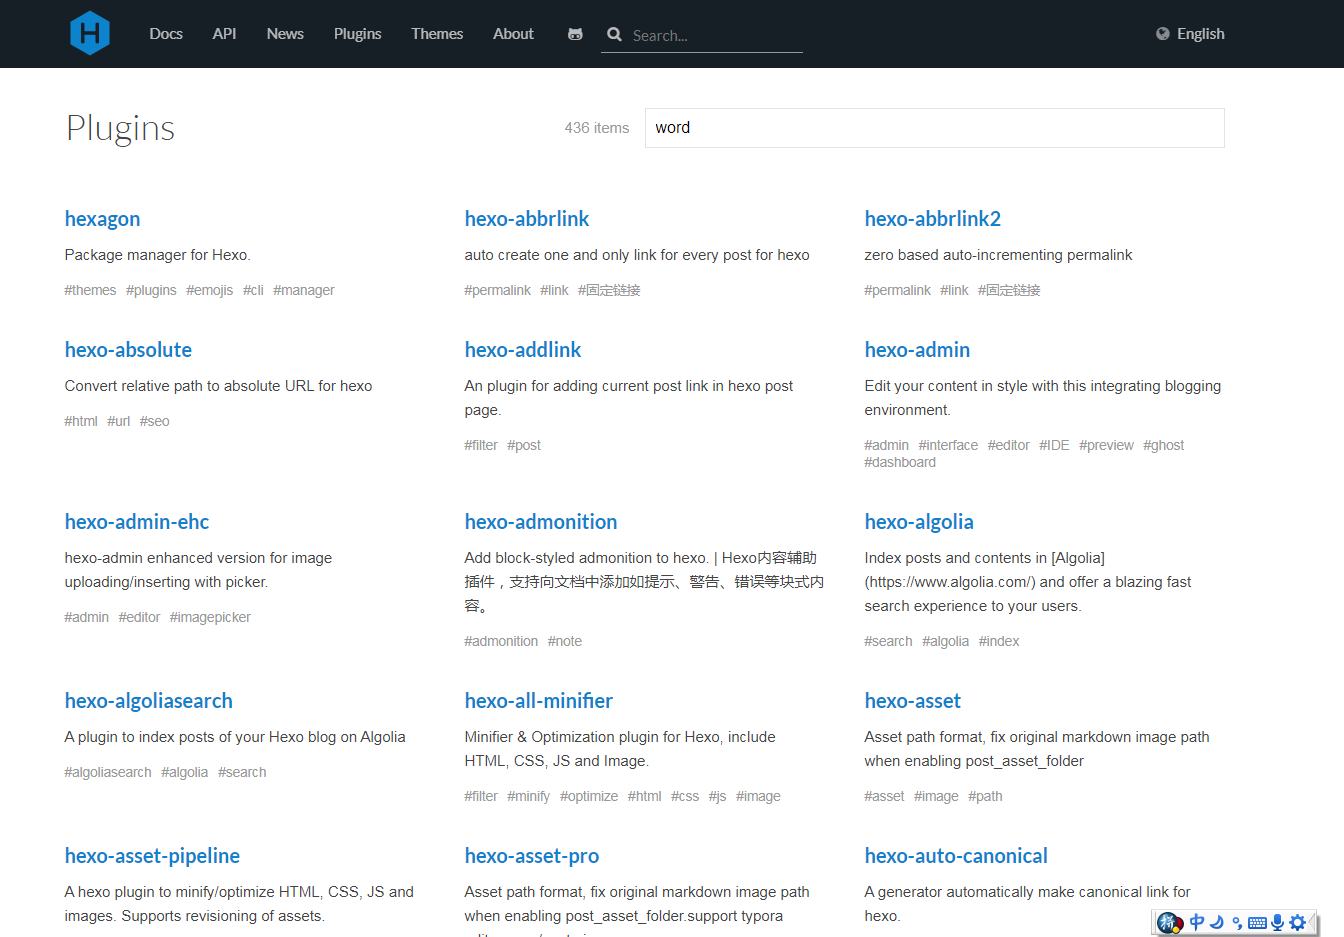 H Docs API News Plugins Themes About Search... English
Plugins 436 items word
hexagon hexo-abbrlink hexo-abbrlink2
Package manager for Hexo. auto create one and only link for every post for hexo zero based auto-incrementing permalink
#themes #plugins #emojis #cli #manager #permalink #link #固定链接 #permalink #link #固定链接
hexo-absolute hexo-addlink hexo-admin
Convert relative path to absolute URL for hexo An plugin for adding current post link in hexo post Edit your content in style with this integrating blogging
page. environment.
#html #url #seo
#filter #post #admin #interface #editor #IDE #preview #ghost
#dashboard
hexo-admin-ehc hexo-admonition hexo-algolia
hexo-admin enhanced version for image Add block-styled admonition to hexo. | Hexo内容辅助 Index posts and contents in [Algolia]
uploading/inserting with picker. 插件，支持向文档中添加如提示、警告、错误等块式内 (https://www.algolia.com/) and offer a blazing fast
容。 search experience to your users.
#admin #editor #imagepicker
#admonition #note #search #algolia #index
hexo-algoliasearch hexo-all-minifier hexo-asset
A plugin to index posts of your Hexo blog on Algolia Minifier & Optimization plugin for Hexo, include Asset path format, fix original markdown image path
HTML, CSS, JS and Image. when enabling post_asset_folder
#algoliasearch #algolia #search
#filter #minify #optimize #html #css #js #image #asset #image #path
hexo-asset-pipeline hexo-asset-pro hexo-auto-canonical
A hexo plugin to minify/optimize HTML, CSS, JS and Asset path format, fix original markdown image path A generator automatically make canonical link for
images. Supports revisioning of assets. when enabling post_asset_folder.support typora hexo.
中